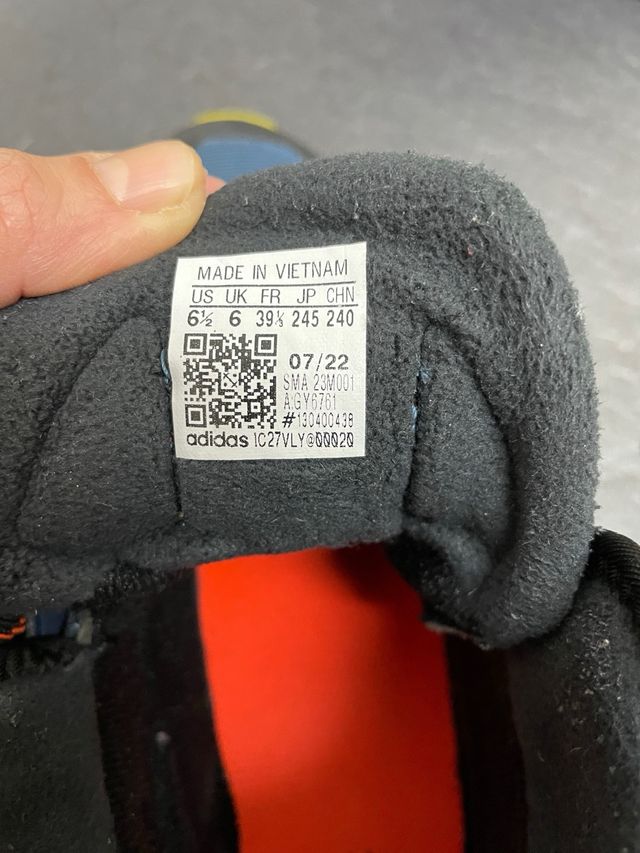 MADE IN VIETNAM
US UK FR JP CHN
6½ 6 39⅓ 245 240
07/22
SMA 23M001
A.GY6761
#130400438
adidas 1C27VLY@00020